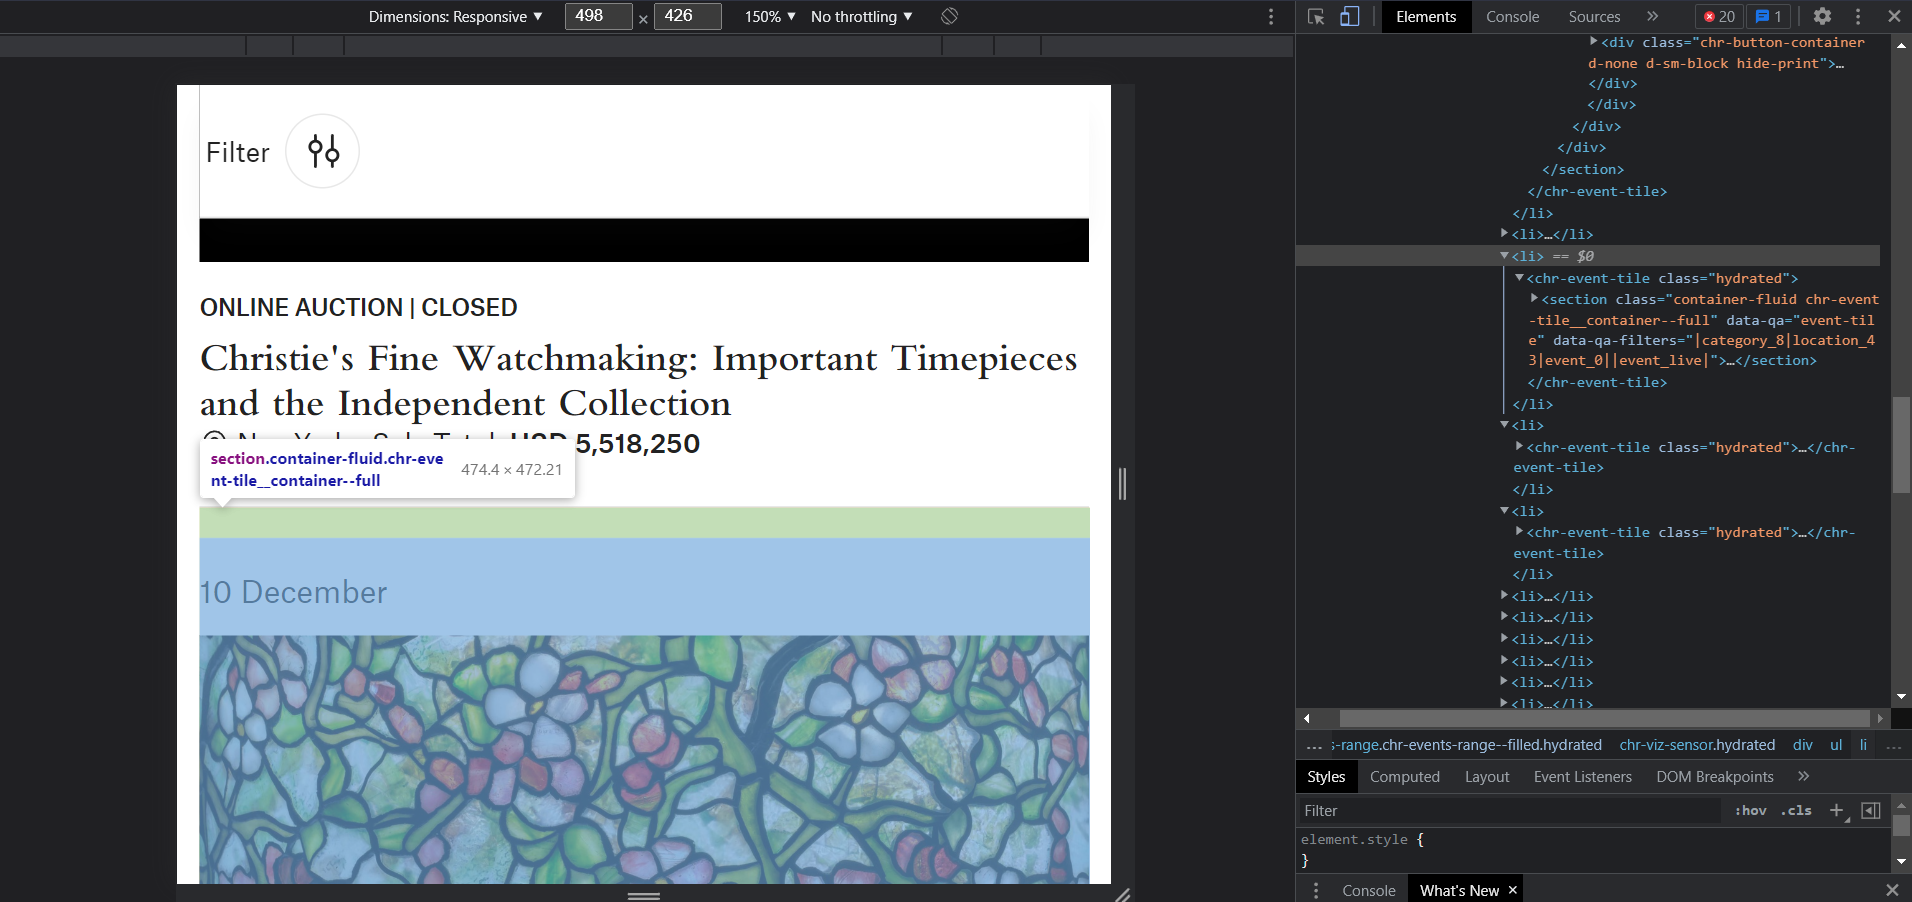 Dimensions: Responsive ▼ 498 × 426 150% ▼ No throttling ▼
Filter
ONLINE AUCTION | CLOSED
Christie's Fine Watchmaking: Important Timepieces
and the Independent Collection
USD 5,518,250
section.container-fluid.chr-eve
nt-tile__container--full 474.4 × 472.21
10 December
Elements Console Sources » 20 1
<div class="chr-button-container
d-none d-sm-block hide-print">…
</div>
</div>
</div>
</div>
</section>
</chr-event-tile>
</li>
<li>…</li>
<li> == $0
<chr-event-tile class="hydrated">
<section class="container-fluid chr-event
-tile__container--full" data-qa="event-til
e" data-qa-filters="|category_8|location_4
3|event_0||event_live|">…</section>
</chr-event-tile>
</li>
<li>
<chr-event-tile class="hydrated">…</chr-
event-tile>
</li>
<li>
<chr-event-tile class="hydrated">…</chr-
event-tile>
</li>
<li>…</li>
<li>…</li>
<li>…</li>
<li>…</li>
<li>…</li>
<li>…</li>
... s-range.chr-events-range--filled.hydrated chr-viz-sensor.hydrated div ul li ...
Styles Computed Layout Event Listeners DOM Breakpoints »
Filter :hov .cls +
element.style {
}
Console What's New ×